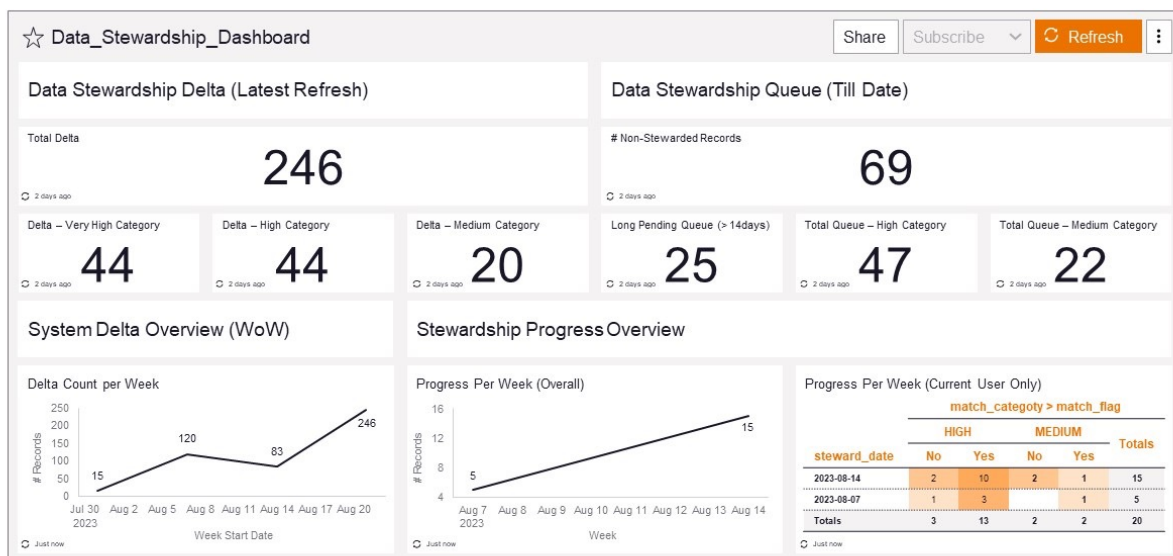 Data_Stewardship_Dashboard
Share
Subscribe
Refresh
Data Stewardship Delta (Latest Refresh)
Data Stewardship Queue (Till Date)
Total Delta
246
2 days ago
# Non-Stewarded Records
69
2 days ago
Delta – Very High Category
44
2 days ago
Delta – High Category
44
2 days ago
Delta – Medium Category
20
2 days ago
Long Pending Queue (> 14days)
25
2 days ago
Total Queue – High Category
47
2 days ago
Total Queue – Medium Category
22
2 days ago
System Delta Overview (WoW)
Stewardship Progress Overview
Delta Count per Week
# Records
250
200
150
100
50
0
15
120
83
246
Jul 30 Aug 2 Aug 5 Aug 8 Aug 11 Aug 14 Aug 17 Aug 20
2023
Week Start Date
Just now
Progress Per Week (Overall)
# Records
16
12
8
4
5
15
Aug 7 Aug 8 Aug 9 Aug 10 Aug 11 Aug 12 Aug 13 Aug 14
2023
Week
Just now
Progress Per Week (Current User Only)
match_categoty > match_flag
HIGH MEDIUM Totals
steward_date No Yes No Yes
2023-08-14 2 10 2 1 15
2023-08-07 1 3 1 5
Totals 3 13 2 2 20
Just now